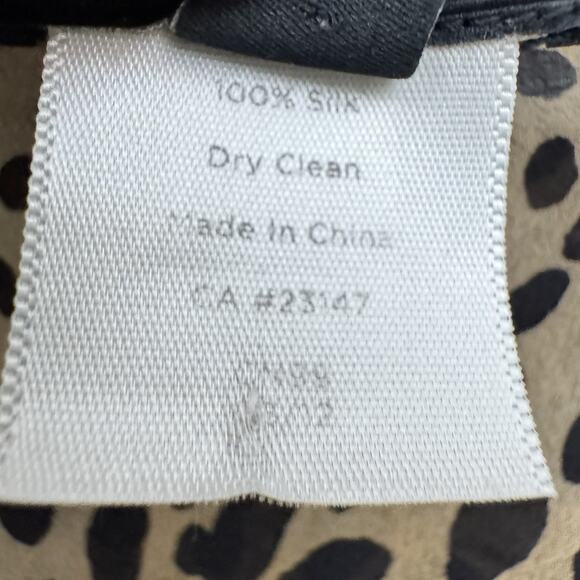 100% Silk
Dry Clean
Made In China
CA #23147